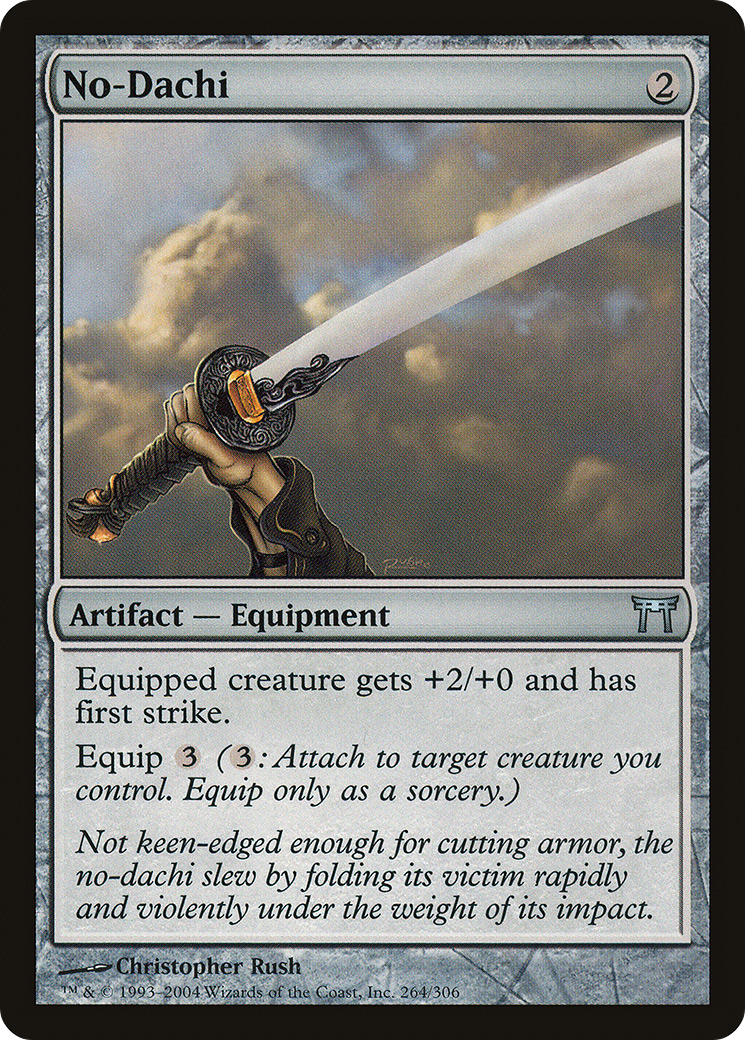 No-Dachi 2
RUSH
Artifact — Equipment
Equipped creature gets +2/+0 and has
first strike.
Equip 3 (3: Attach to target creature you
control. Equip only as a sorcery.)
Not keen-edged enough for cutting armor, the
no-dachi slew by folding its victim rapidly
and violently under the weight of its impact.
Christopher Rush
™ & © 1993–2004 Wizards of the Coast, Inc. 264/306